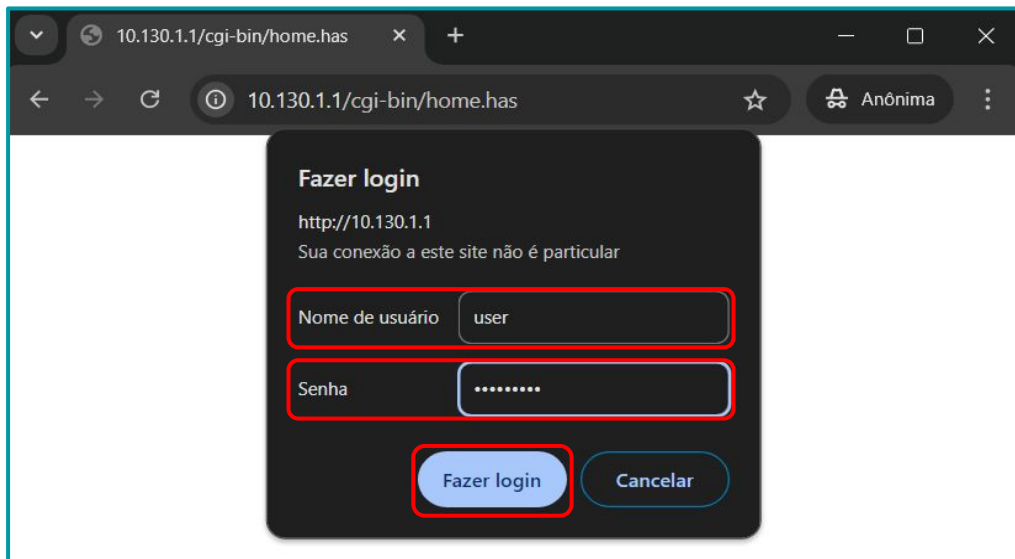 10.130.1.1/cgi-bin/home.has
10.130.1.1/cgi-bin/home.has
Anônima
Fazer login
http://10.130.1.1
Sua conexão a este site não é particular
Nome de usuário user
Senha •••••••••
Fazer login Cancelar